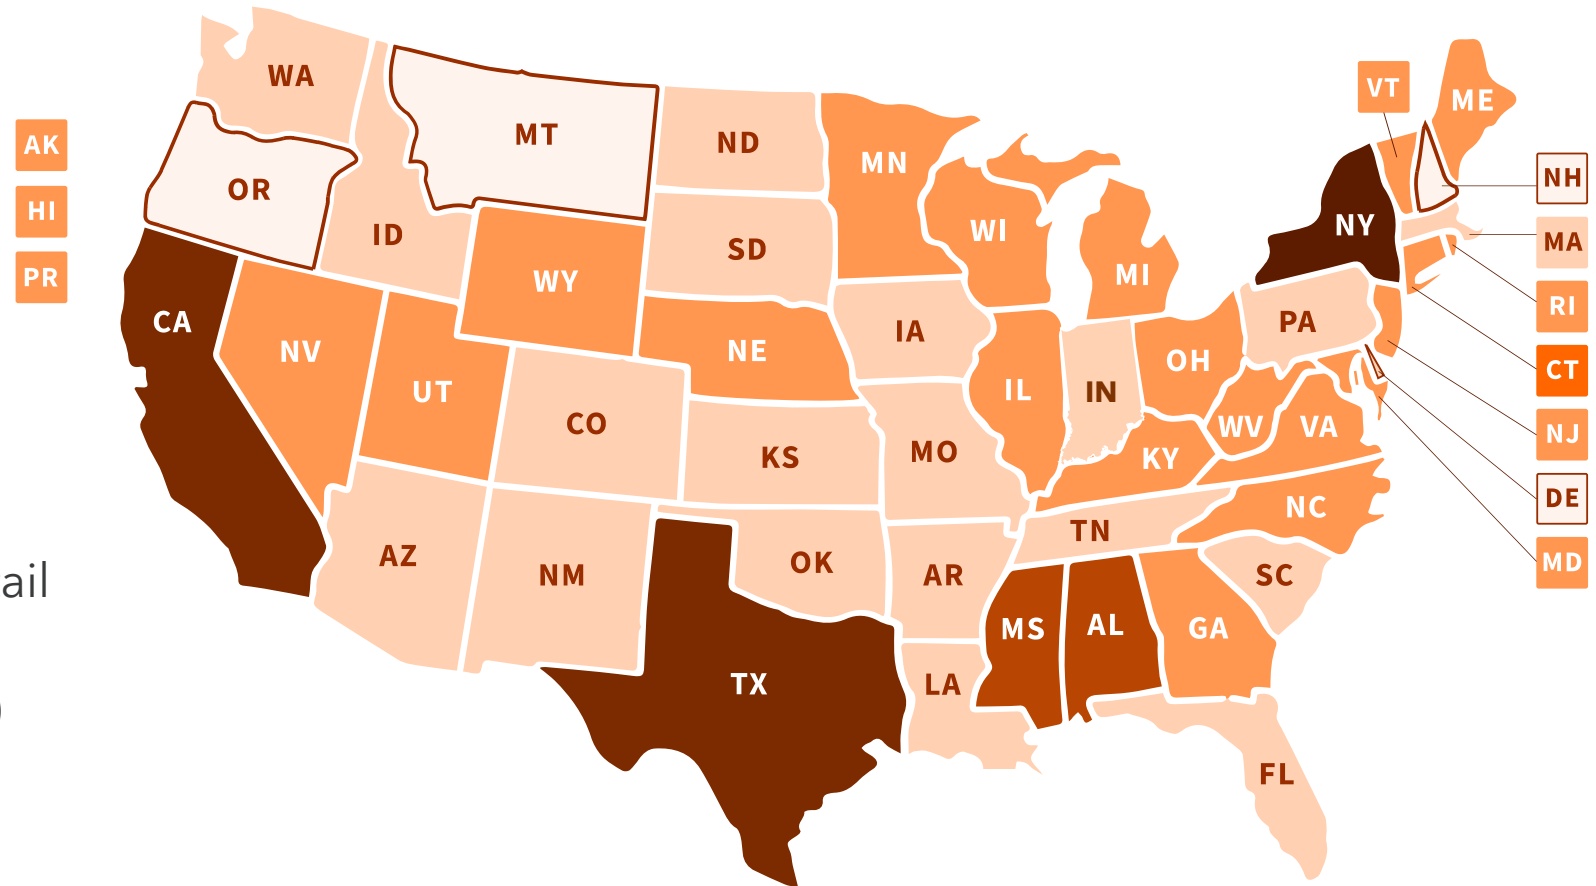 WA
MT
ND
MN
VT
ME
AK
OR
ID
SD
WI
MI
NY
NH
HI
WY
MA
PR
CA
NV
UT
NE
IA
IL
IN
OH
PA
RI
CT
CO
KS
MO
KY
WV
VA
NJ
AZ
NM
OK
AR
TN
NC
DE
SC
MD
ail
TX
LA
MS
AL
GA
FL
)